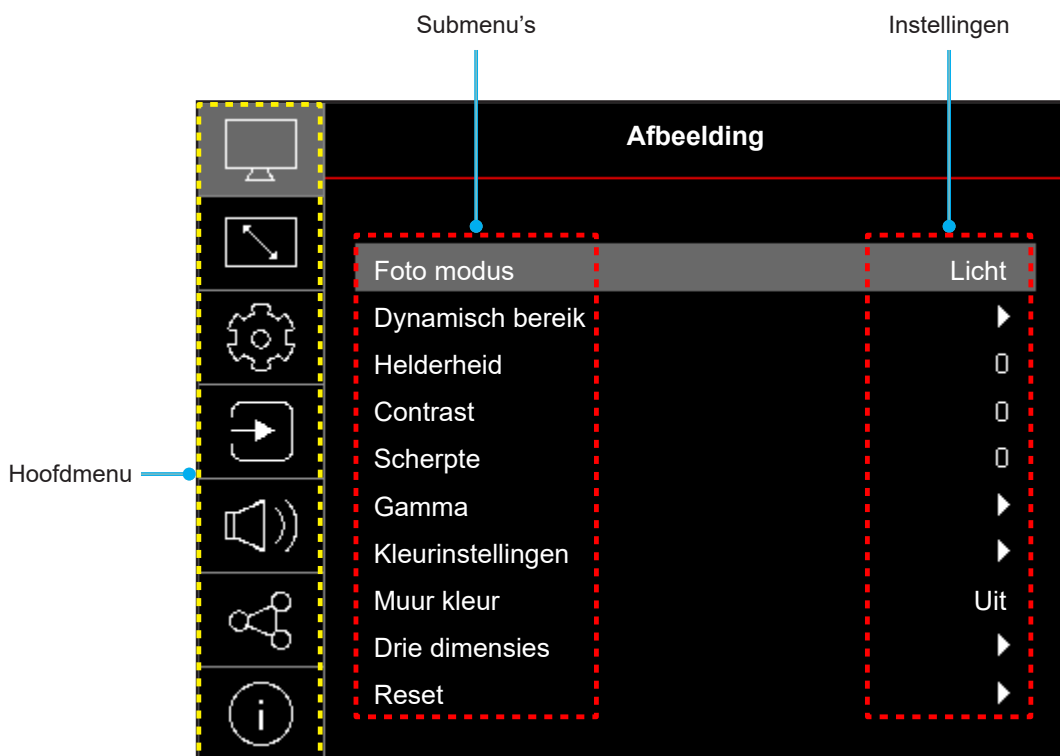 Submenu’s
Instellingen
Afbeelding
Foto modus Licht
Dynamisch bereik
Helderheid 0
Contrast 0
Scherpte 0
Gamma
Kleurinstellingen
Muur kleur Uit
Drie dimensies
Reset
Hoofdmenu
i